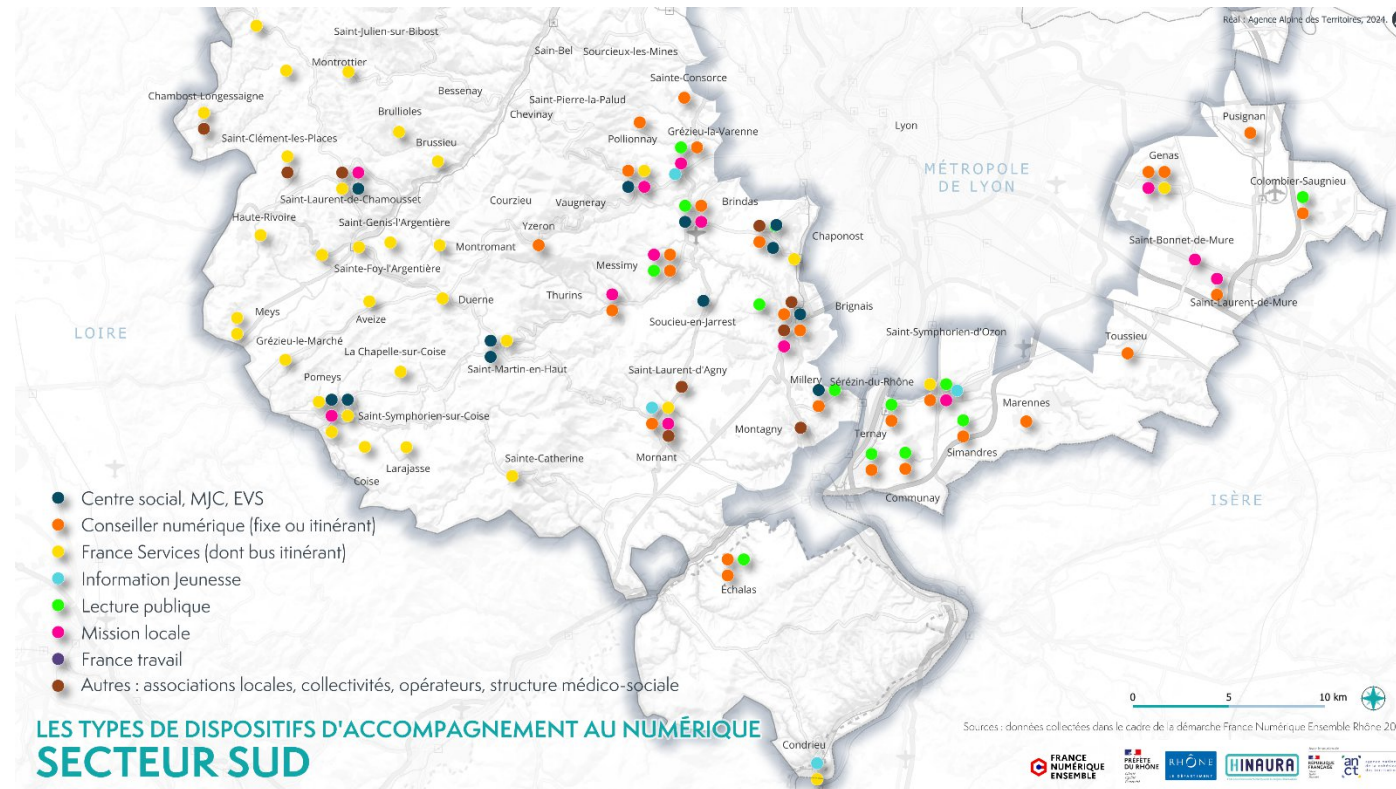 Réal : Agence Alpine des Territoires, 2024.
Saint-Julien-sur-Bibost
Sain-Bel
Sourcieux-les-Mines
Montrottier
Sainte-Consorce
Bessenay
Chambost-Longessaigne
Saint-Pierre-la-Palud
Brullioles
Chevinay
Pusignan
Lyon
Grézieu-la-Varenne
Saint-Clément-les-Places
Pollionnay
Brussieu
Genas
MÉTROPOLE
DE LYON
Colombier-Saugnieu
Saint-Laurent-de-Chamousset
Courzieu
Vaugneray
Brindas
Haute-Rivoire
Saint-Genis-l'Argentière
Yzeron
Chaponost
Saint-Bonnet-de-Mure
Montromant
Messimy
Sainte-Foy-l'Argentière
Thurins
Duerne
Saint-Laurent-de-Mure
Brignais
Meys
Aveize
Soucieu-en-Jarrest
LOIRE
Saint-Symphorien-d'Ozon
Toussieu
Grézieu-le-Marché
La Chapelle-sur-Coise
Saint-Martin-en-Haut
Saint-Laurent-d'Agny
Pomeys
Millery
Sérézin-du-Rhône
Marennes
Saint-Symphorien-sur-Coise
Montagny
Ternay
Simandres
Mornant
Sainte-Catherine
Larajasse
Coise
Communay
ISÈRE
Centre social, MJC, EVS
Conseiller numérique (fixe ou itinérant)
France Services (dont bus itinérant)
Information Jeunesse
Lecture publique
Mission locale
France travail
Autres : associations locales, collectivités, opérateurs, structure médico-sociale
Échalas
0 5 10 km
LES TYPES DE DISPOSITIFS D'ACCOMPAGNEMENT AU NUMÉRIQUE
SECTEUR SUD
Sources : données collectées dans le cadre de la démarche France Numérique Ensemble Rhône 20
Condrieu
FRANCE
NUMÉRIQUE
ENSEMBLE
PRÉFÈTE
DU RHÔNE
RHÔNE
LE DÉPARTEMENT
HINAURA
RÉPUBLIQUE
FRANÇAISE
an
ct